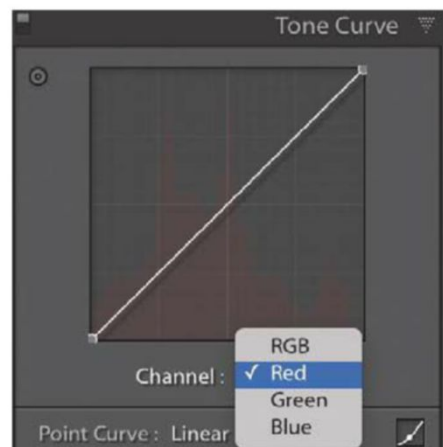 Tone Curve
RGB
Channel : ✓ Red
Green
Blue
Point Curve : Linear